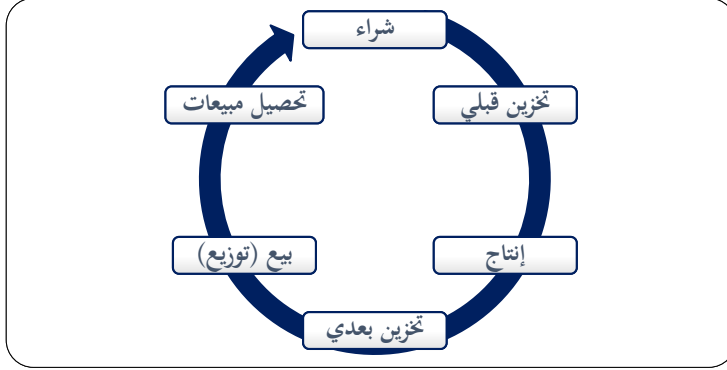 شراء
تخزين قبلي
إنتاج
تخزين بعدي
بيع (توزيع)
تحصيل مبيعات